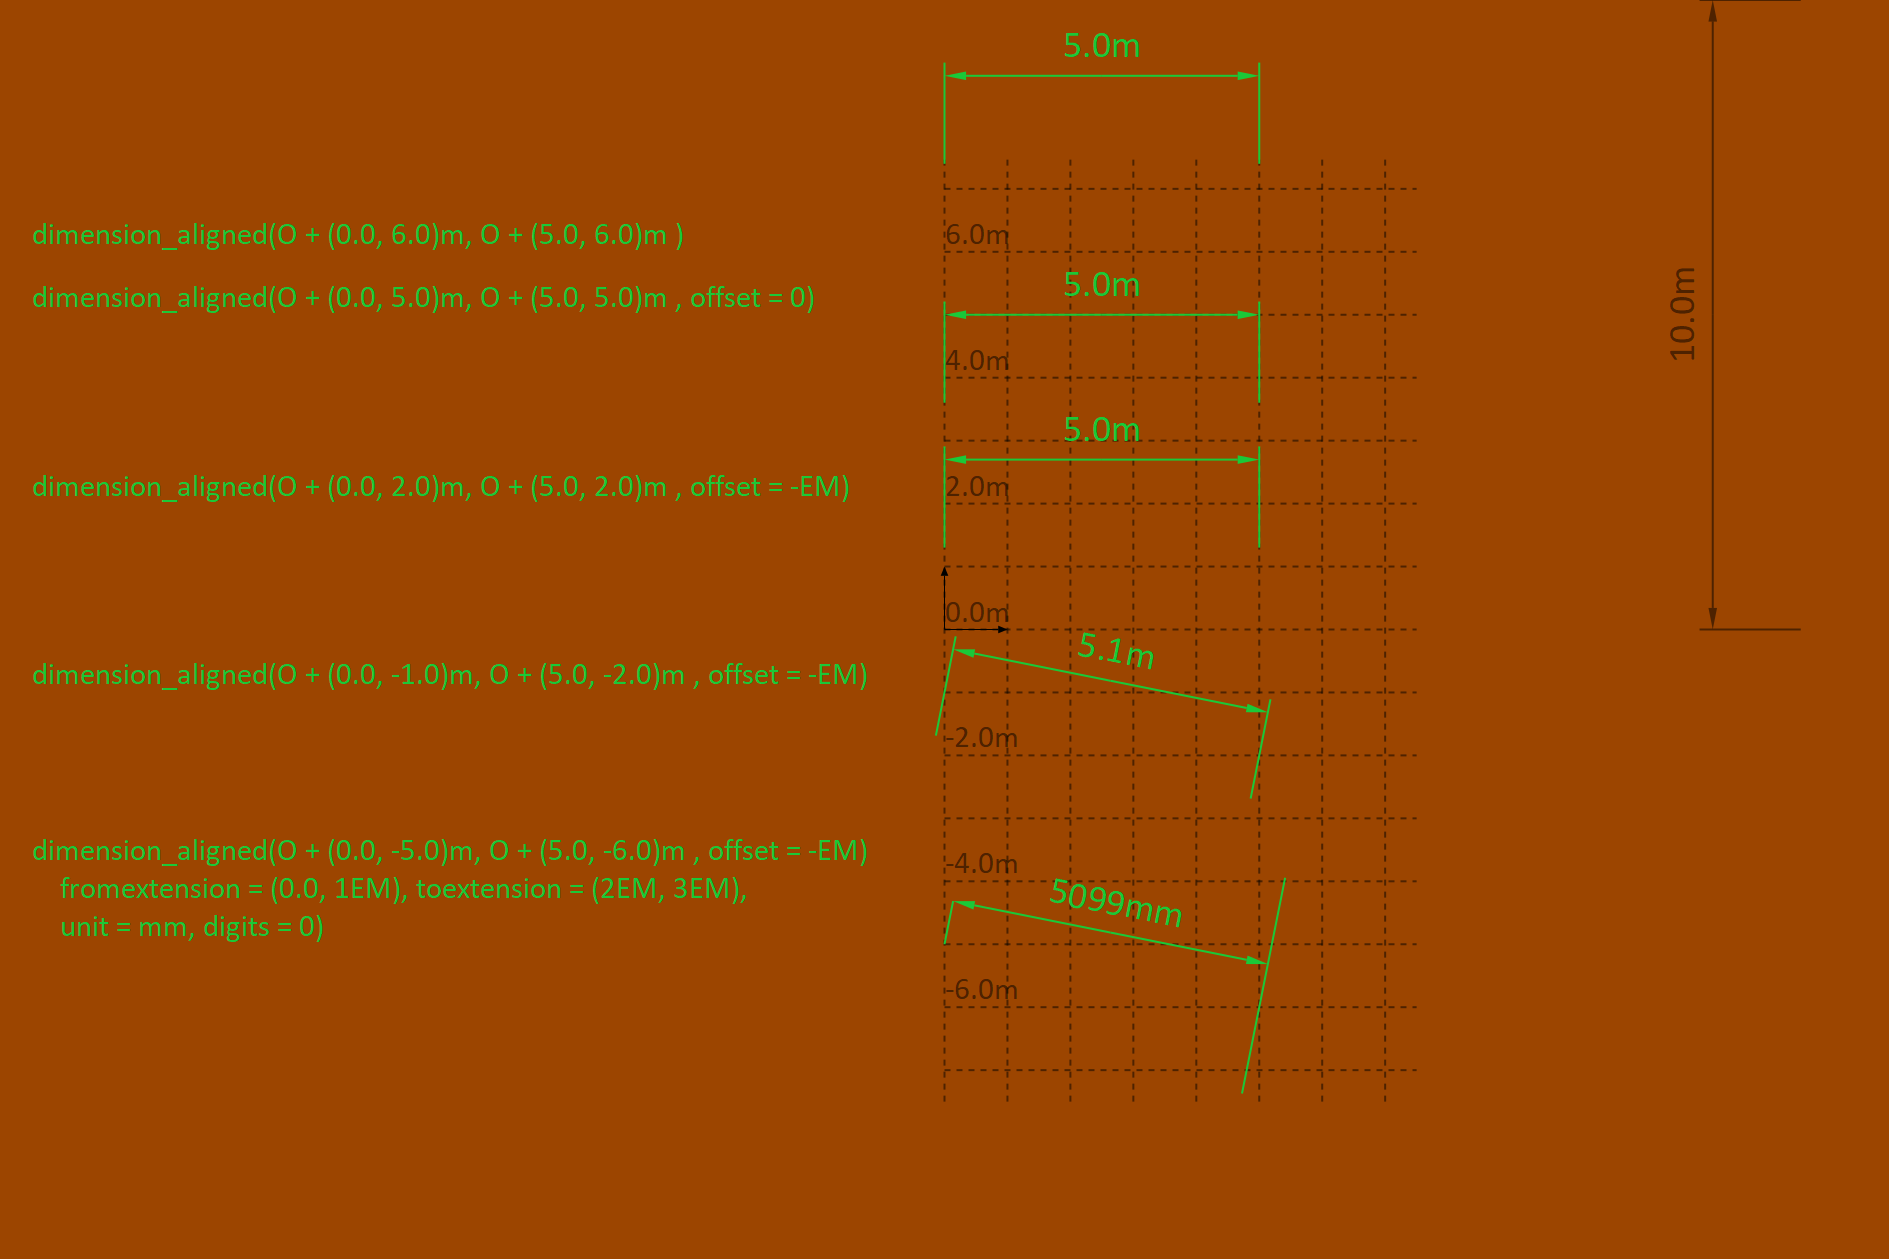 5.0m
dimension_aligned(O + (0.0, 6.0)m, O + (5.0, 6.0)m )
6.0m
dimension_aligned(O + (0.0, 5.0)m, O + (5.0, 5.0)m , offset = 0)
5.0m
10.0m
4.0m
5.0m
dimension_aligned(O + (0.0, 2.0)m, O + (5.0, 2.0)m , offset = -EM)
2.0m
0.0m
5.1m
dimension_aligned(O + (0.0, -1.0)m, O + (5.0, -2.0)m , offset = -EM)
-2.0m
dimension_aligned(O + (0.0, -5.0)m, O + (5.0, -6.0)m , offset = -EM)
fromextension = (0.0, 1EM), toextension = (2EM, 3EM),
unit = mm, digits = 0)
-4.0m
5099mm
-6.0m